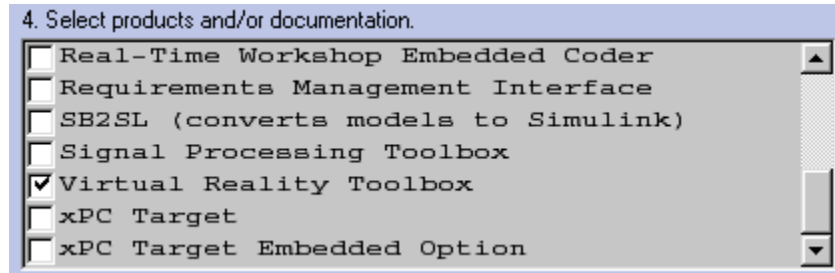 4. Select products and/or documentation.
Real-Time Workshop Embedded Coder
Requirements Management Interface
SB2SL (converts models to Simulink)
Signal Processing Toolbox
Virtual Reality Toolbox
xPC Target
xPC Target Embedded Option